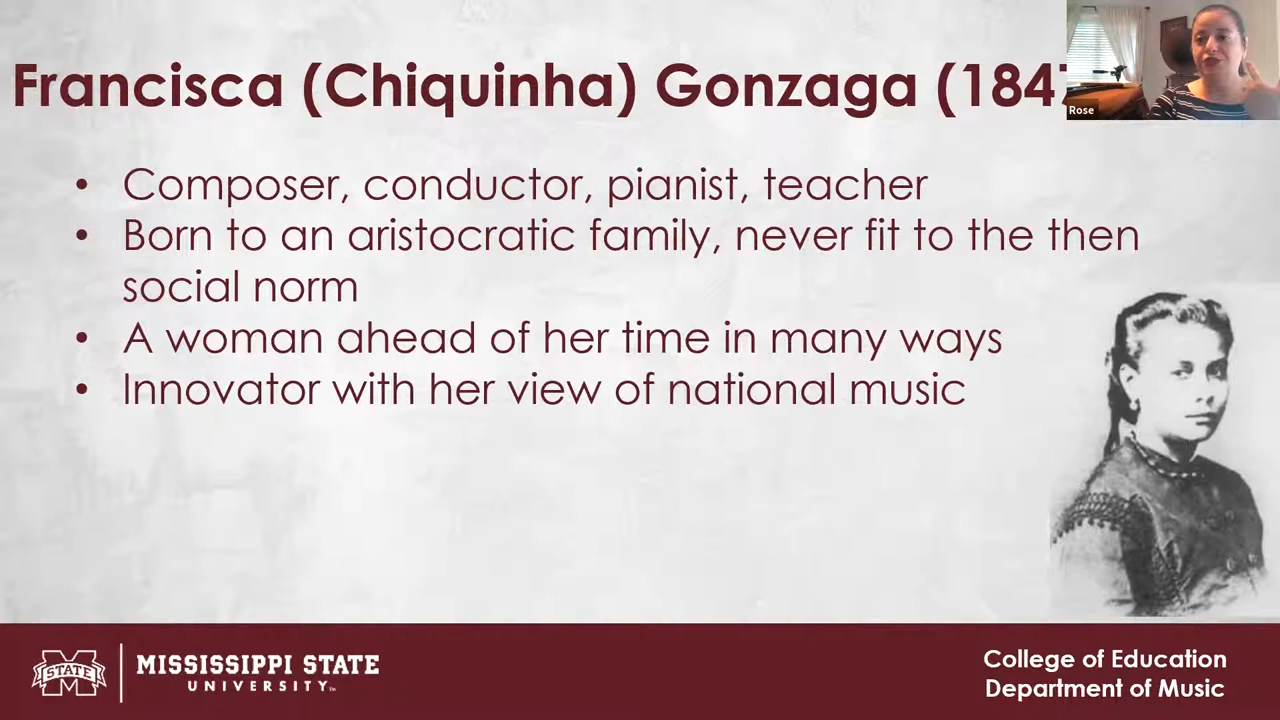 Francisca (Chiquinha) Gonzaga (184
Rose
• Composer, conductor, pianist, teacher
• Born to an aristocratic family, never fit to the then
social norm
• A woman ahead of her time in many ways
• Innovator with her view of national music
STATE
MISSISSIPPI STATE
UNIVERSITY™
College of Education
Department of Music